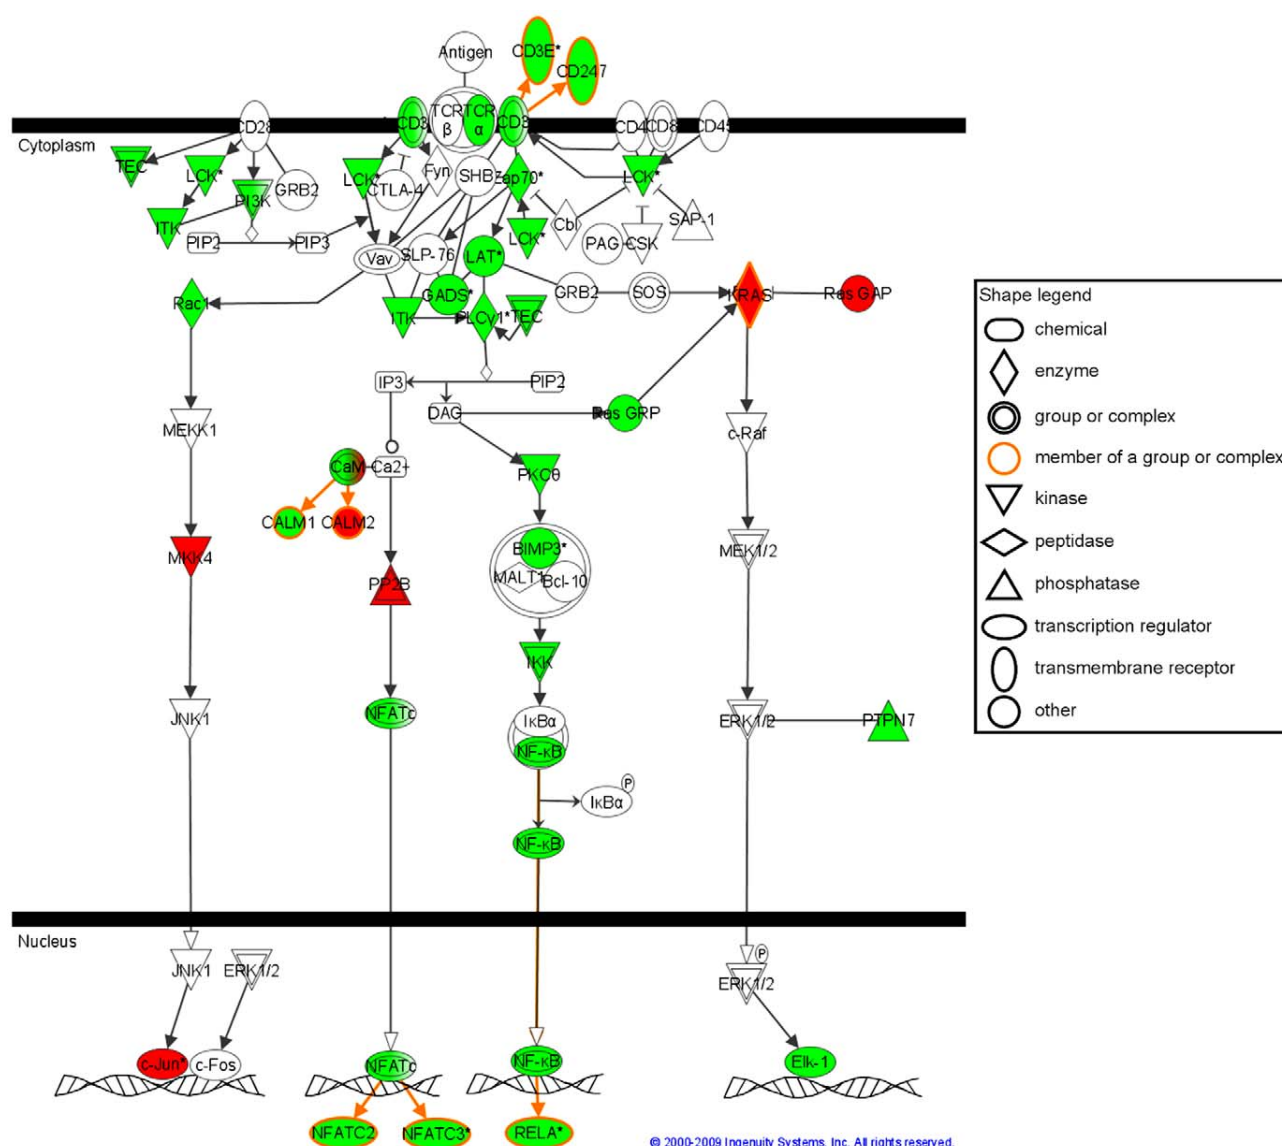 CD3E*
Antigen
CD247
CD28
CD3
TCR
β
TCR
α
CD3
CD4
CD8
CD45
Cytoplasm
TEC
LCK*
PI3K
GRB2
LCK*
CTLA-4
Fyn
SHB
Zap70*
LCK*
ITK
PIP2
PIP3
LCK*
Cbl
PAG
CSK
SAP-1
Vav
SLP-76
LAT*
Rac1
GADS*
ITK
PLCγ1*
TEC
GRB2
SOS
KRAS
Ras GAP
IP3
PIP2
DAG
Ras GRP
MEKK1
c-Raf
CaM
Ca2+
PKCθ
CALM1
CALM2
MKK4
PP2B
BIMP3*
MALT1
Bcl-10
MEK1/2
IKK
JNK1
NFATc
IκBα
NF-κB
ERK1/2
PTPN7
P
IκBα
NF-κB
Nucleus
JNK1
ERK1/2
P
ERK1/2
c-Jun*
c-Fos
NFATc
NF-κB
Elk-1
NFATC2
NFATC3*
RELA*
© 2000-2009 Ingenuity Systems, Inc. All rights reserved.
Shape legend
chemical
enzyme
group or complex
member of a group or complex
kinase
peptidase
phosphatase
transcription regulator
transmembrane receptor
other